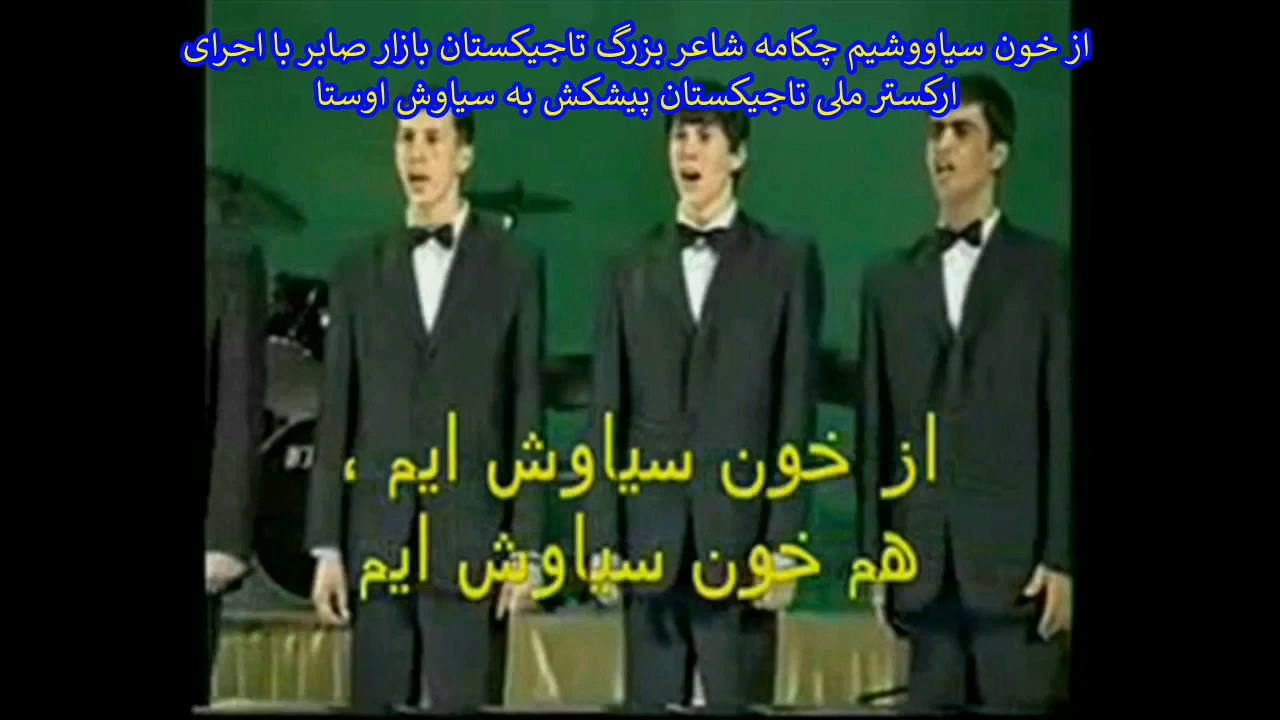 از خون سیاووشیم چکامه شاعر بزرگ تاجیکستان بازار صابر با اجرای
ارکستر ملی تاجیکستان پیشکش به سیاوش اوستا
از خون سیاوش ایم ،
هم خون سیاوش ایم